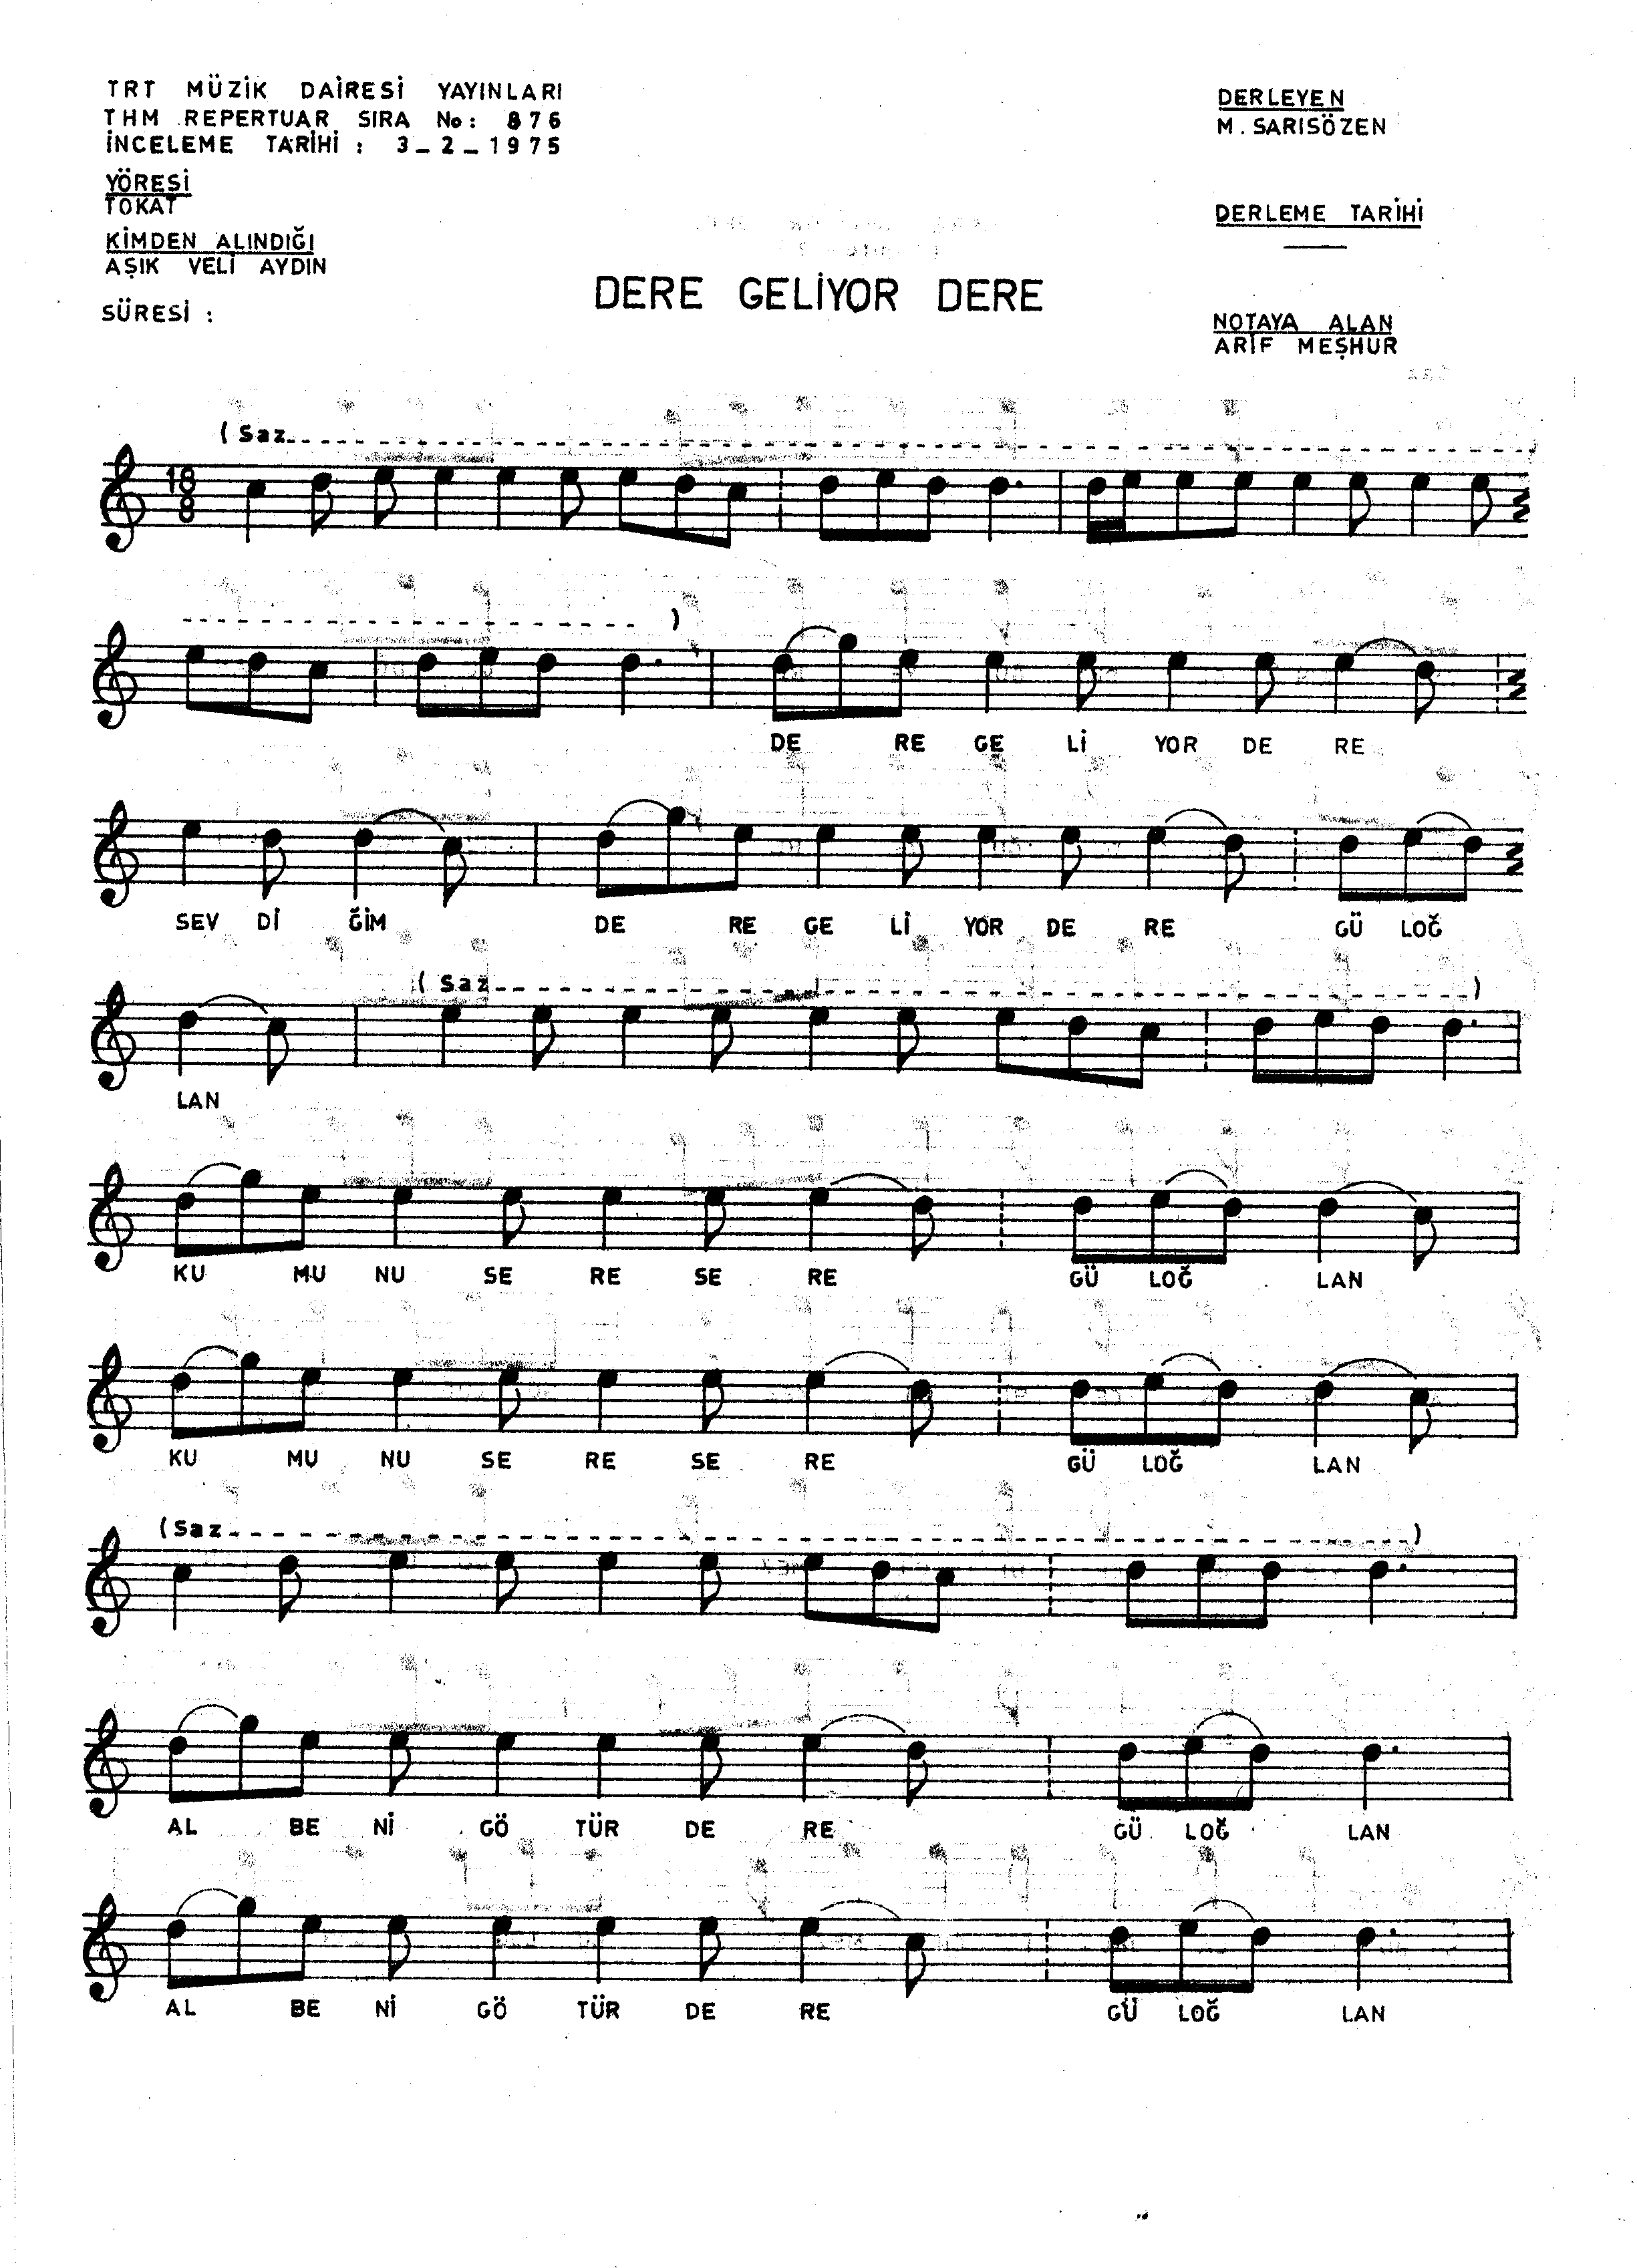 TRT MÜZİK DAİRESİ YAYINLARI
THM REPERTUAR SIRA No: 876
İNCELEME TARİHİ : 3_2_1975
YÖRESİ
TOKAT
KİMDEN ALINDIĞI
AŞIK VELİ AYDIN
SÜRESİ :
DERLEYEN
M. SARISÖZEN
DERLEME TARİHİ
NOTAYA ALAN
ARİF MEŞHUR
DERE GELİYOR DERE
(Saz
18
8
)
DE RE GE Lİ YOR DE RE
SEV Dİ ĞİM DE RE GE Lİ YOR DE RE GÜ LOĞ
(Saz )
LAN
KU MU NU SE RE SE RE GÜ LOĞ LAN
KU MU NU SE RE SE RE GÜ LOĞ LAN
(Saz )
AL BE Nİ GÖ TÜR DE RE GÜ LOĞ LAN
AL BE Nİ GÖ TÜR DE RE GÜ LOĞ LAN